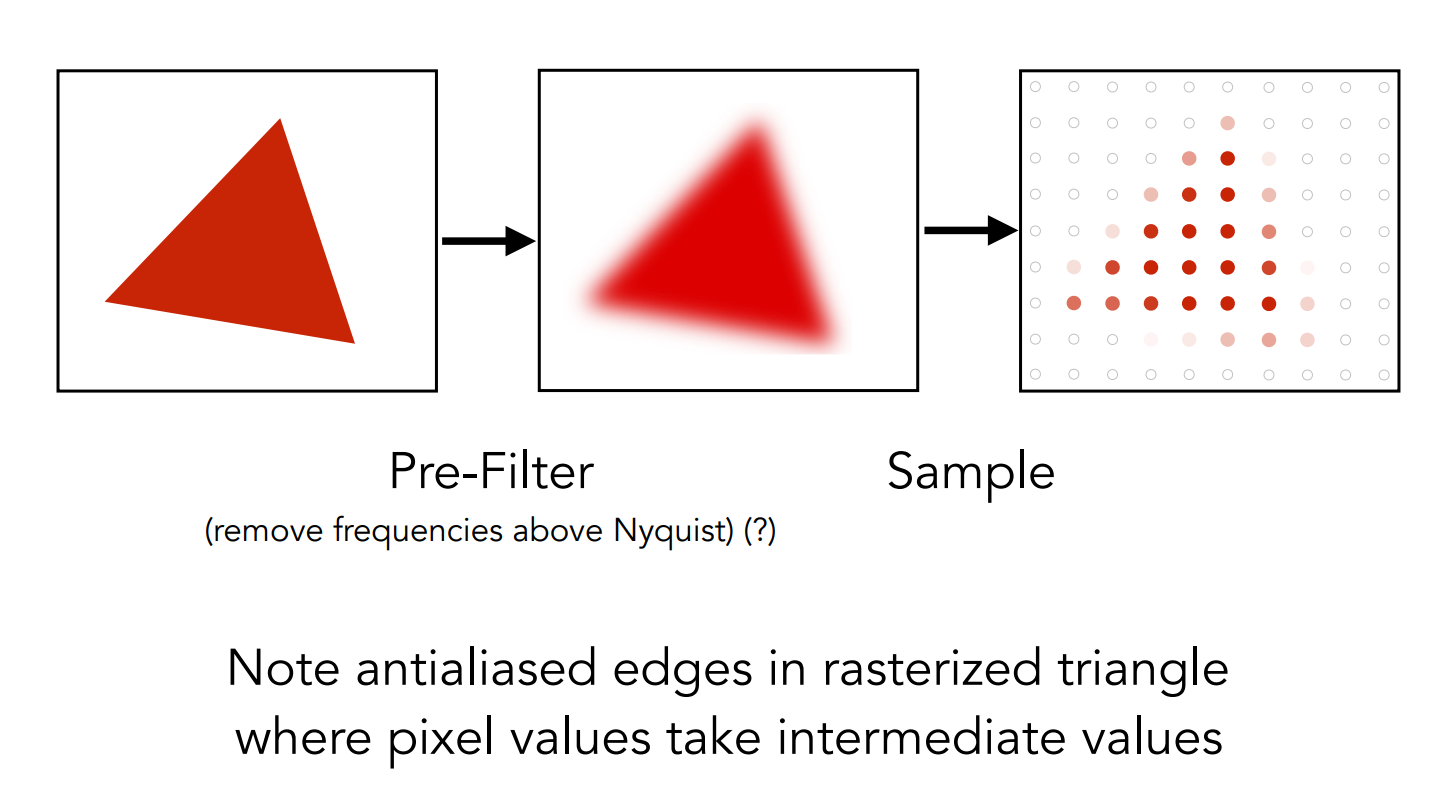 Pre-Filter
Sample
(remove frequencies above Nyquist) (?)
Note antialiased edges in rasterized triangle
where pixel values take intermediate values